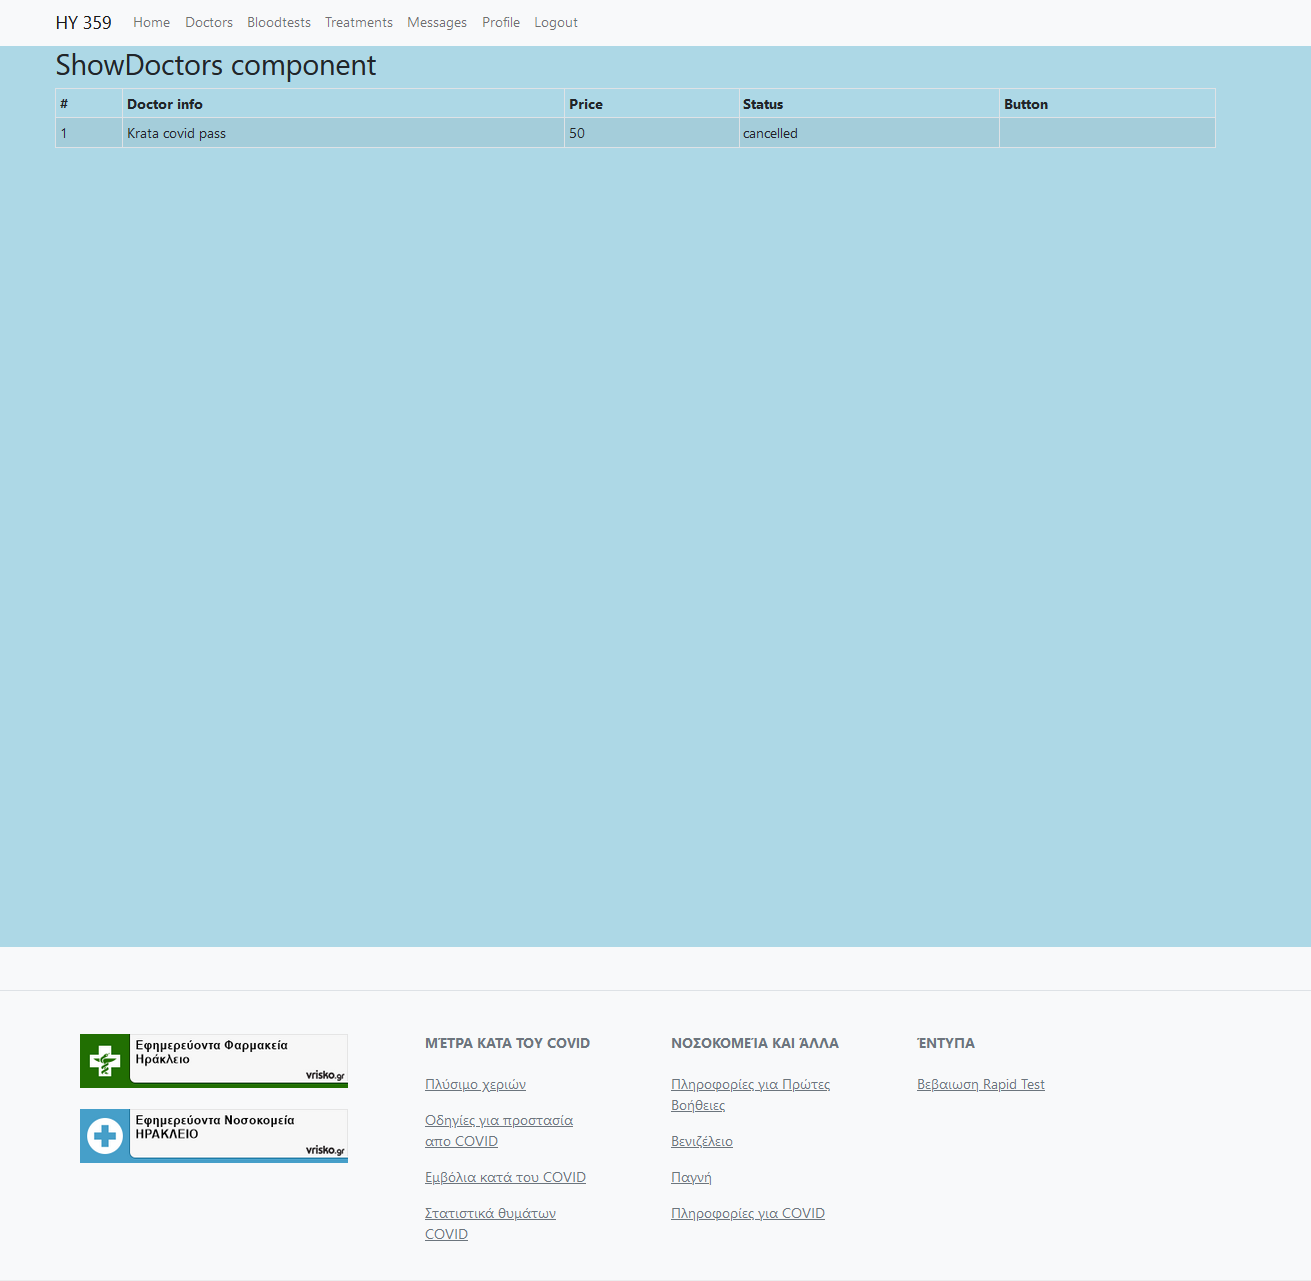 HY 359 Home Doctors Bloodtests Treatments Messages Profile Logout
ShowDoctors component
# Doctor info Price Status Button
1 Krata covid pass 50 cancelled
Εφημερεύοντα Φαρμακεία
Ηράκλειο
vrisko.gr
Εφημερεύοντα Νοσοκομεία
ΗΡΑΚΛΕΙΟ
vrisko.gr
ΜΈΤΡΑ ΚΑΤΑ ΤΟΥ COVID
Πλύσιμο χεριών
Οδηγίες για προστασία
απο COVID
Εμβόλια κατά του COVID
Στατιστικά θυμάτων
COVID
ΝΟΣΟΚΟΜΕΊΑ ΚΑΙ ΆΛΛΑ
Πληροφορίες για Πρώτες
Βοήθειες
Βενιζέλειο
Παγνή
Πληροφορίες για COVID
ΈΝΤΥΠΑ
Βεβαιωση Rapid Test